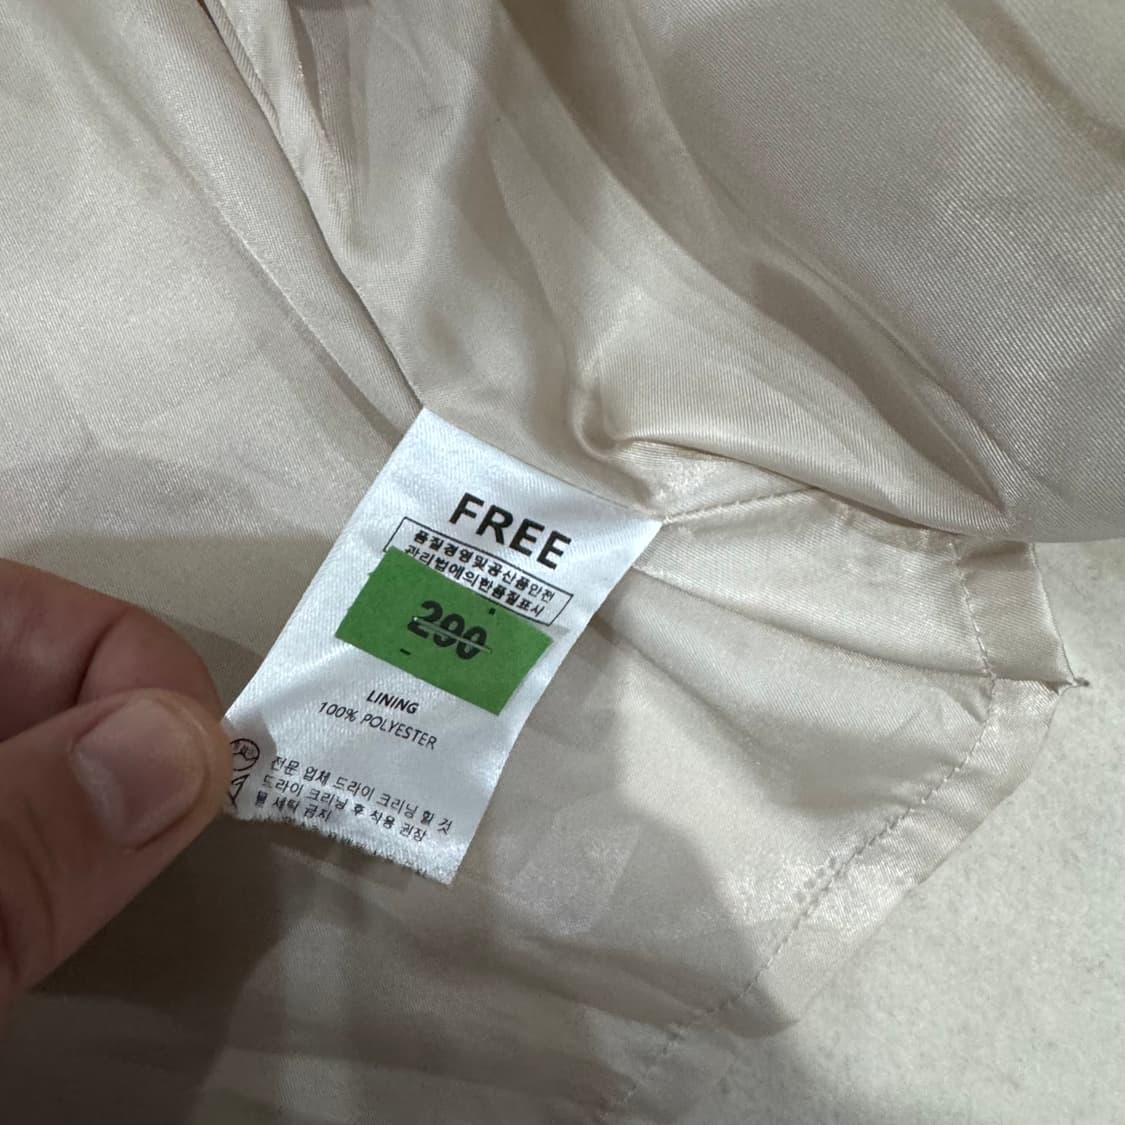 FREE
품질경영및공산품안전
관리법에의한품질표시
290
LINING
100% POLYESTER
전문 업체 드라이 크리닝 할 것
드라이 크리닝 후 착용 권장
물 세탁 금지